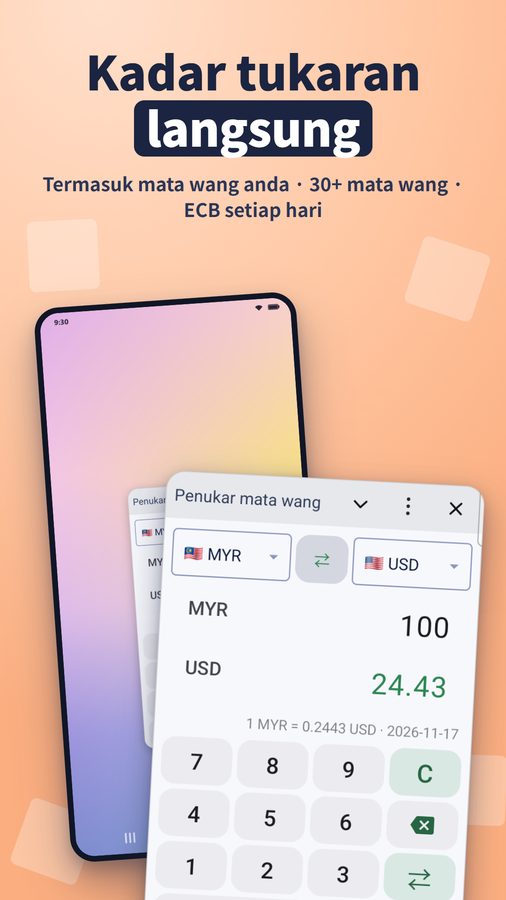 Kadar tukaran
langsung
Termasuk mata wang anda · 30+ mata wang ·
ECB setiap hari
9:30
Penukar mata wang
MYR
USD
MYR
100
USD
24.43
1 MYR = 0.2443 USD · 2026-11-17
7 8 9 C
4 5 6
1 2 3